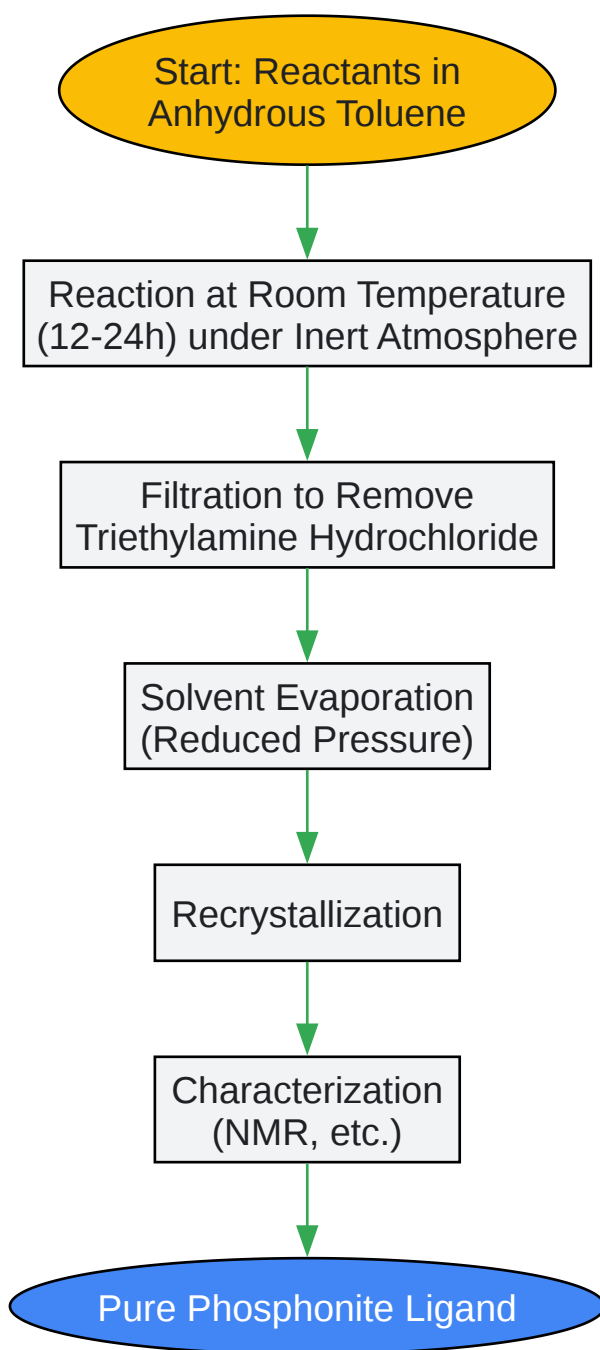 Start: Reactants in
Anhydrous Toluene
Reaction at Room Temperature
(12-24h) under Inert Atmosphere
Filtration to Remove
Triethylamine Hydrochloride
Solvent Evaporation
(Reduced Pressure)
Recrystallization
Characterization
(NMR, etc.)
Pure Phosphonite Ligand